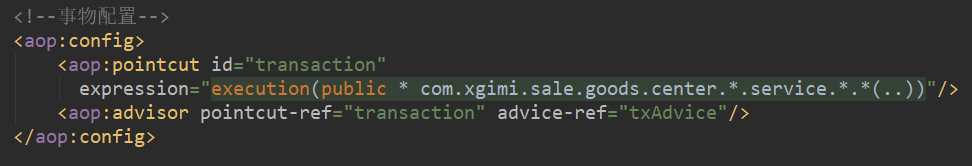 <!--事物配置-->
<aop:config>
<aop:pointcut id="transaction"
expression="execution(public * com.xgimi.sale.goods.center.*.service.*.*(..))"/>
<aop:advisor pointcut-ref="transaction" advice-ref="txAdvice"/>
</aop:config>